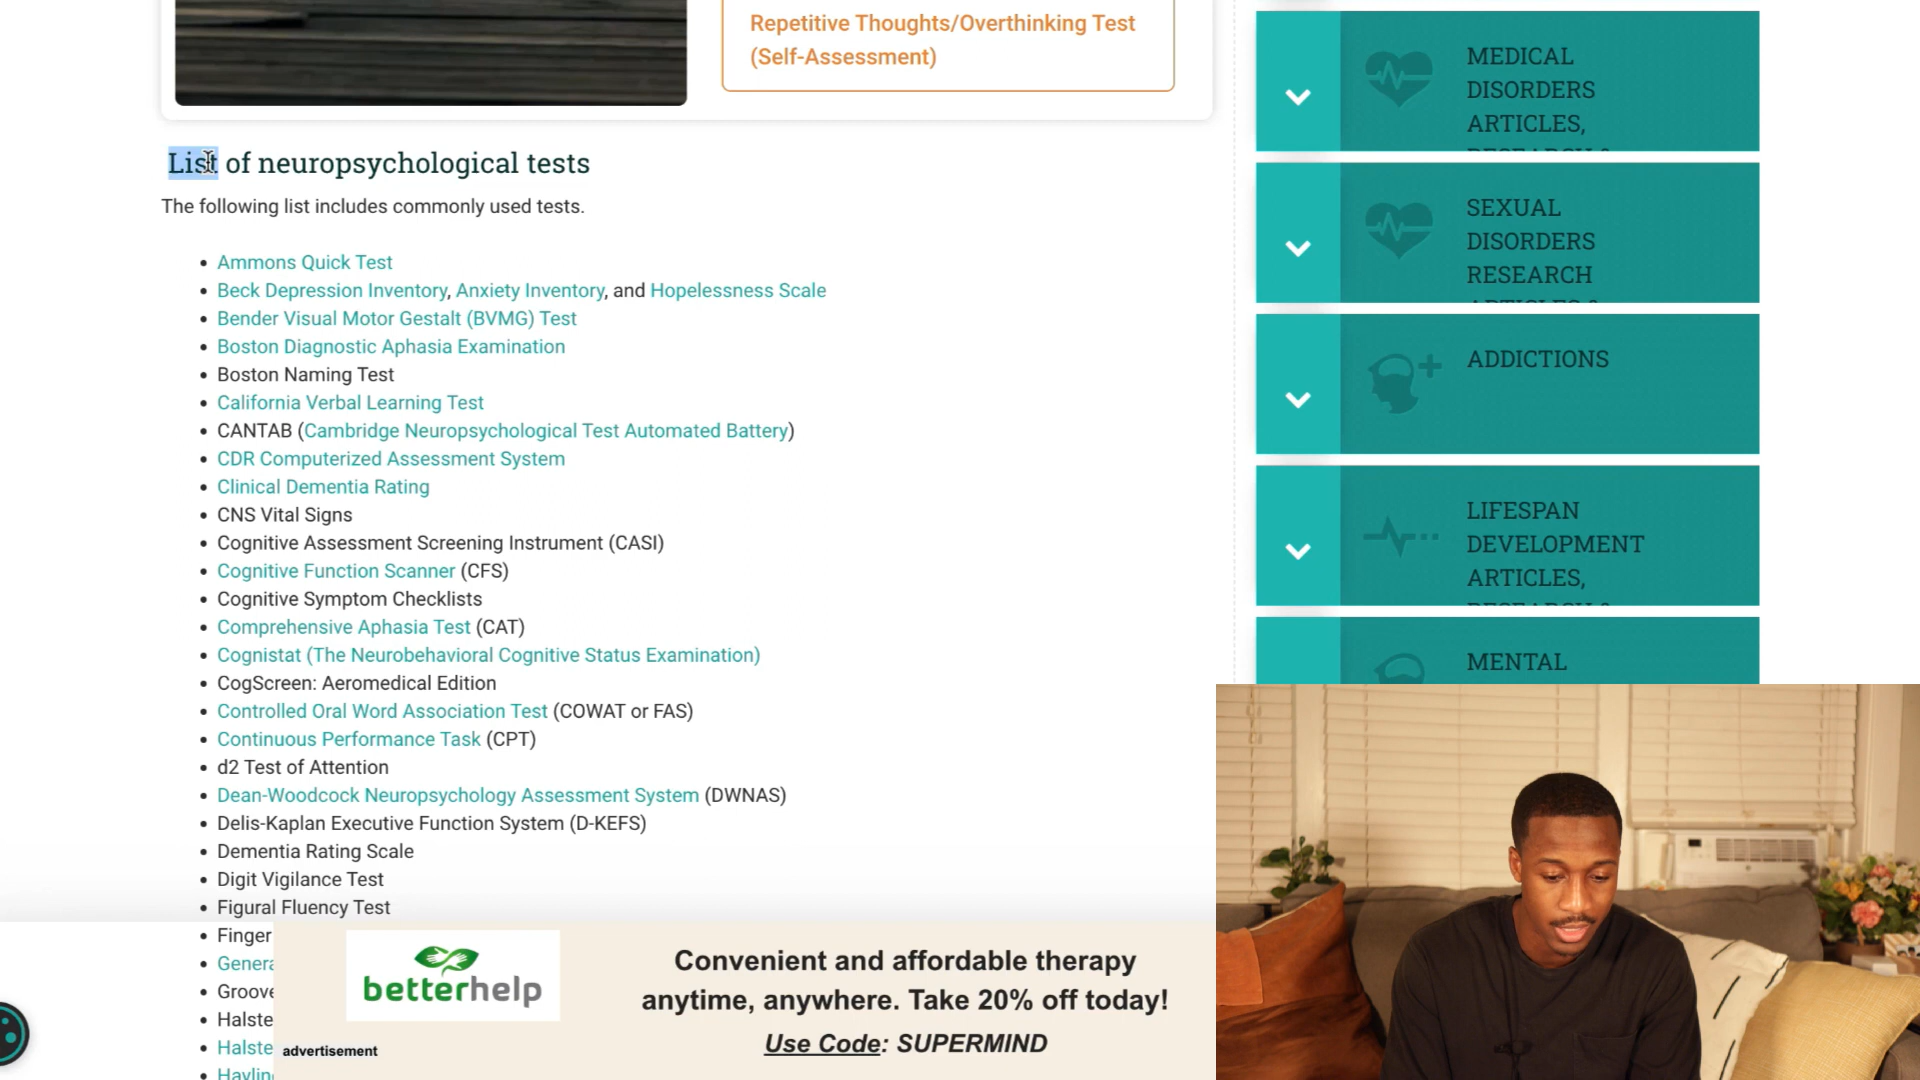 Repetitive Thoughts/Overthinking Test
(Self-Assessment)
List of neuropsychological tests
The following list includes commonly used tests.
Ammons Quick Test
Beck Depression Inventory, Anxiety Inventory, and Hopelessness Scale
Bender Visual Motor Gestalt (BVMG) Test
Boston Diagnostic Aphasia Examination
Boston Naming Test
California Verbal Learning Test
CANTAB (Cambridge Neuropsychological Test Automated Battery)
CDR Computerized Assessment System
Clinical Dementia Rating
CNS Vital Signs
Cognitive Assessment Screening Instrument (CASI)
Cognitive Function Scanner (CFS)
Cognitive Symptom Checklists
Comprehensive Aphasia Test (CAT)
Cognistat (The Neurobehavioral Cognitive Status Examination)
CogScreen: Aeromedical Edition
Controlled Oral Word Association Test (COWAT or FAS)
Continuous Performance Task (CPT)
d2 Test of Attention
Dean-Woodcock Neuropsychology Assessment System (DWNAS)
Delis-Kaplan Executive Function System (D-KEFS)
Dementia Rating Scale
Digit Vigilance Test
Figural Fluency Test
Finger
Genera
Groove
Halste
Halste
MEDICAL
DISORDERS
ARTICLES,
SEXUAL
DISORDERS
RESEARCH
ADDICTIONS
LIFESPAN
DEVELOPMENT
ARTICLES,
MENTAL
betterhelp
Convenient and affordable therapy
anytime, anywhere. Take 20% off today!
Use Code: SUPERMIND
advertisement